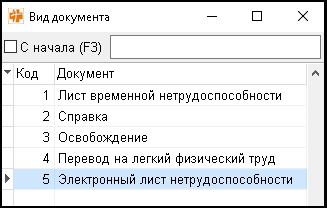 Вид документа
С начала (F3)
Код Документ
1 Лист временной нетрудоспособности
2 Справка
3 Освобождение
4 Перевод на легкий физический труд
5 Электронный лист нетрудоспособности